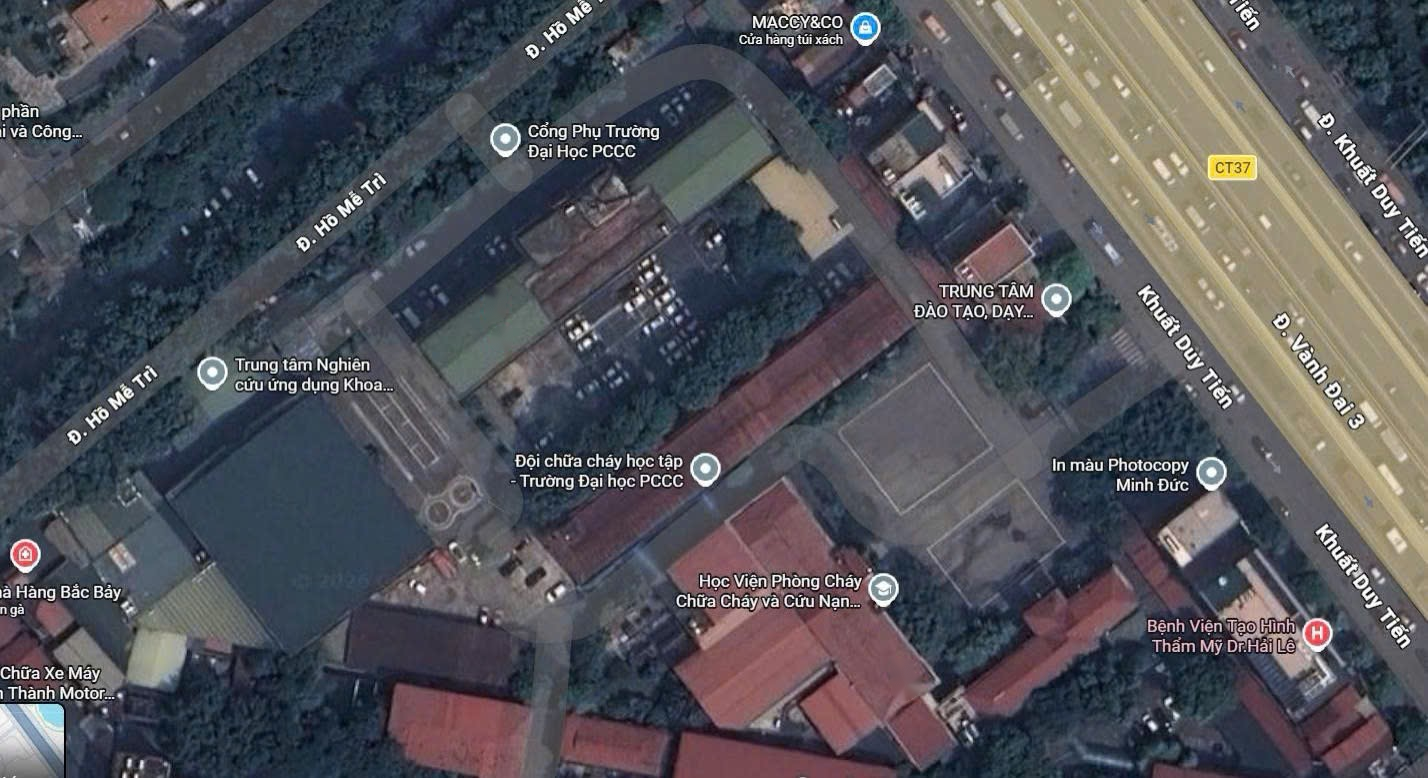 MACCY&CO
Cửa hàng túi xách
Đ. Hồ Mễ
Tiến
phần
ại và Công...
Cổng Phụ Trường
Đại Học PCCC
Đ. Khuất Duy Tiến
CT37
Đ. Hồ Mễ Trì
TRUNG TÂM
ĐÀO TẠO, DẠY...
Khuất Duy Tiến
Đ. Vành Đai 3
Trung tâm Nghiên
cứu ứng dụng Khoa...
Đ. Hồ Mễ Trì
Đội chữa cháy học tập
- Trường Đại học PCCC
In màu Photocopy
Minh Đức
Khuất Duy Tiến
Học Viện Phòng Cháy
Chữa Cháy và Cứu Nạn...
à Hàng Bắc Bảy
n gà
Bệnh Viện Tạo Hình
Thẩm Mỹ Dr.Hải Lê
H
Chữa Xe Máy
n Thành Motor...